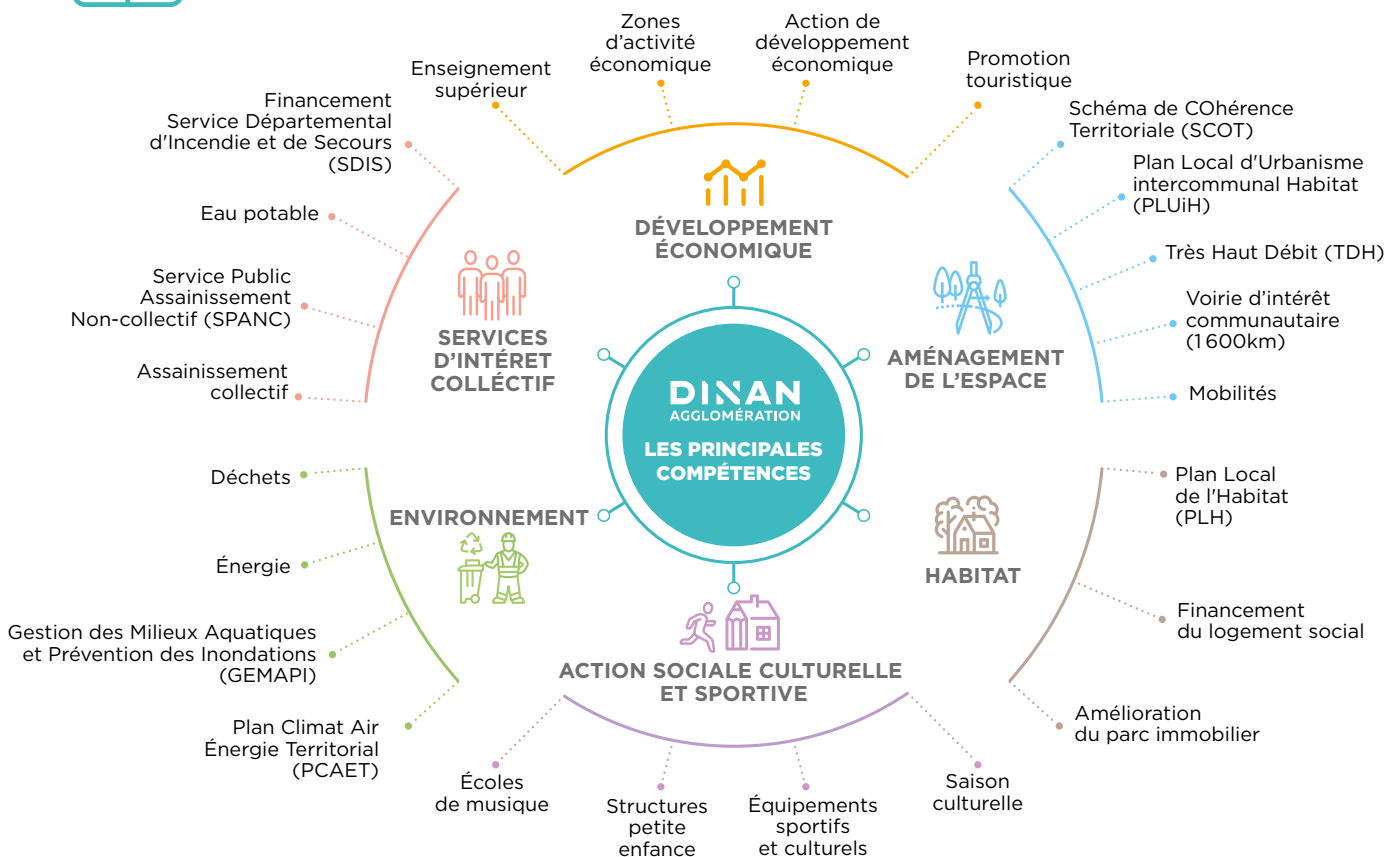 Zones
d'activité
économique
Action de
développement
économique
Enseignement
supérieur
Promotion
touristique
Financement
Service Départemental
d'Incendie et de Secours
(SDIS)
Schéma de COhérence
Territoriale (SCOT)
Plan Local d'Urbanisme
intercommunal Habitat
(PLUiH)
Eau potable
DÉVELOPPEMENT
ÉCONOMIQUE
Très Haut Débit (TDH)
Service Public
Assainissement
Non-collectif (SPANC)
Voirie d'intérêt
communautaire
(1 600km)
SERVICES
D'INTÉRET
COLLÉCTIF
AMÉNAGEMENT
DE L'ESPACE
Assainissement
collectif
Mobilités
DINAN
AGGLOMÉRATION
LES PRINCIPALES
COMPÉTENCES
Déchets
Plan Local
de l'Habitat
(PLH)
ENVIRONNEMENT
Énergie
HABITAT
Gestion des Milieux Aquatiques
et Prévention des Inondations
(GEMAPI)
Financement
du logement social
ACTION SOCIALE CULTURELLE
ET SPORTIVE
Plan Climat Air
Énergie Territorial
(PCAET)
Amélioration
du parc immobilier
Écoles
de musique
Structures
petite
enfance
Équipements
sportifs
et culturels
Saison
culturelle